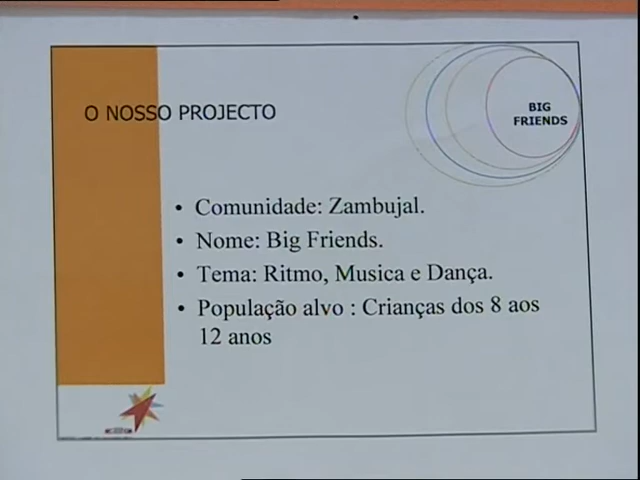 O NOSSO PROJECTO
BIG
FRIENDS
• Comunidade: Zambujal.
• Nome: Big Friends.
• Tema: Ritmo, Musica e Dança.
• População alvo : Crianças dos 8 aos
12 anos